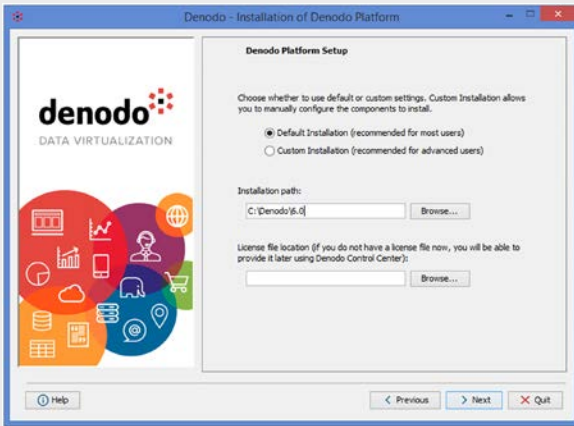 Denodo - Installation of Denodo Platform
denodo
DATA VIRTUALIZATION
Denodo Platform Setup
Choose whether to use default or custom settings. Custom Installation allows
you to manually configure the components to install.
Default Installation (recommended for most users)
Custom Installation (recommended for advanced users)
Installation path:
C:\Denodo\6.0
Browse...
License file location (if you do not have a license file now, you will be able to
provide it later using Denodo Control Center):
Browse...
Help
Previous
Next
Quit